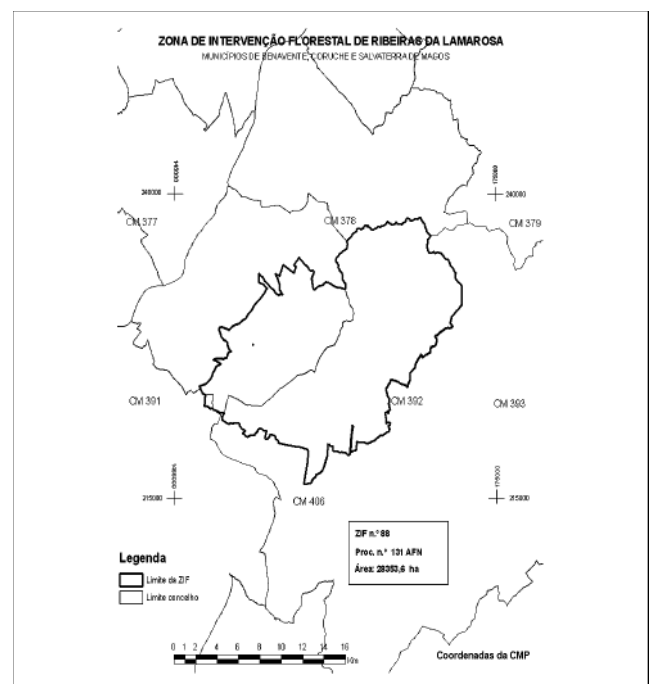 ZONA DE INTERVENÇÃO FLORESTAL DE RIBEIRAS DA LAMAROSA
MUNICÍPIOS DE BENAVENTE, CORUCHE E SALVATERRA DE MAGOS
175000
240000
240000
CM 377
CM 378
CM 379
CM 391
CM 392
CM 393
175000
215000
215000
CM 406
ZIF n.º 88
Proc. n.º 131 AFN
Área: 28353,6 ha
Legenda
Limite da ZIF
Limite concelho
0 1 2 4 6 8 10 12 14 16
Km
Coordenadas da CMP